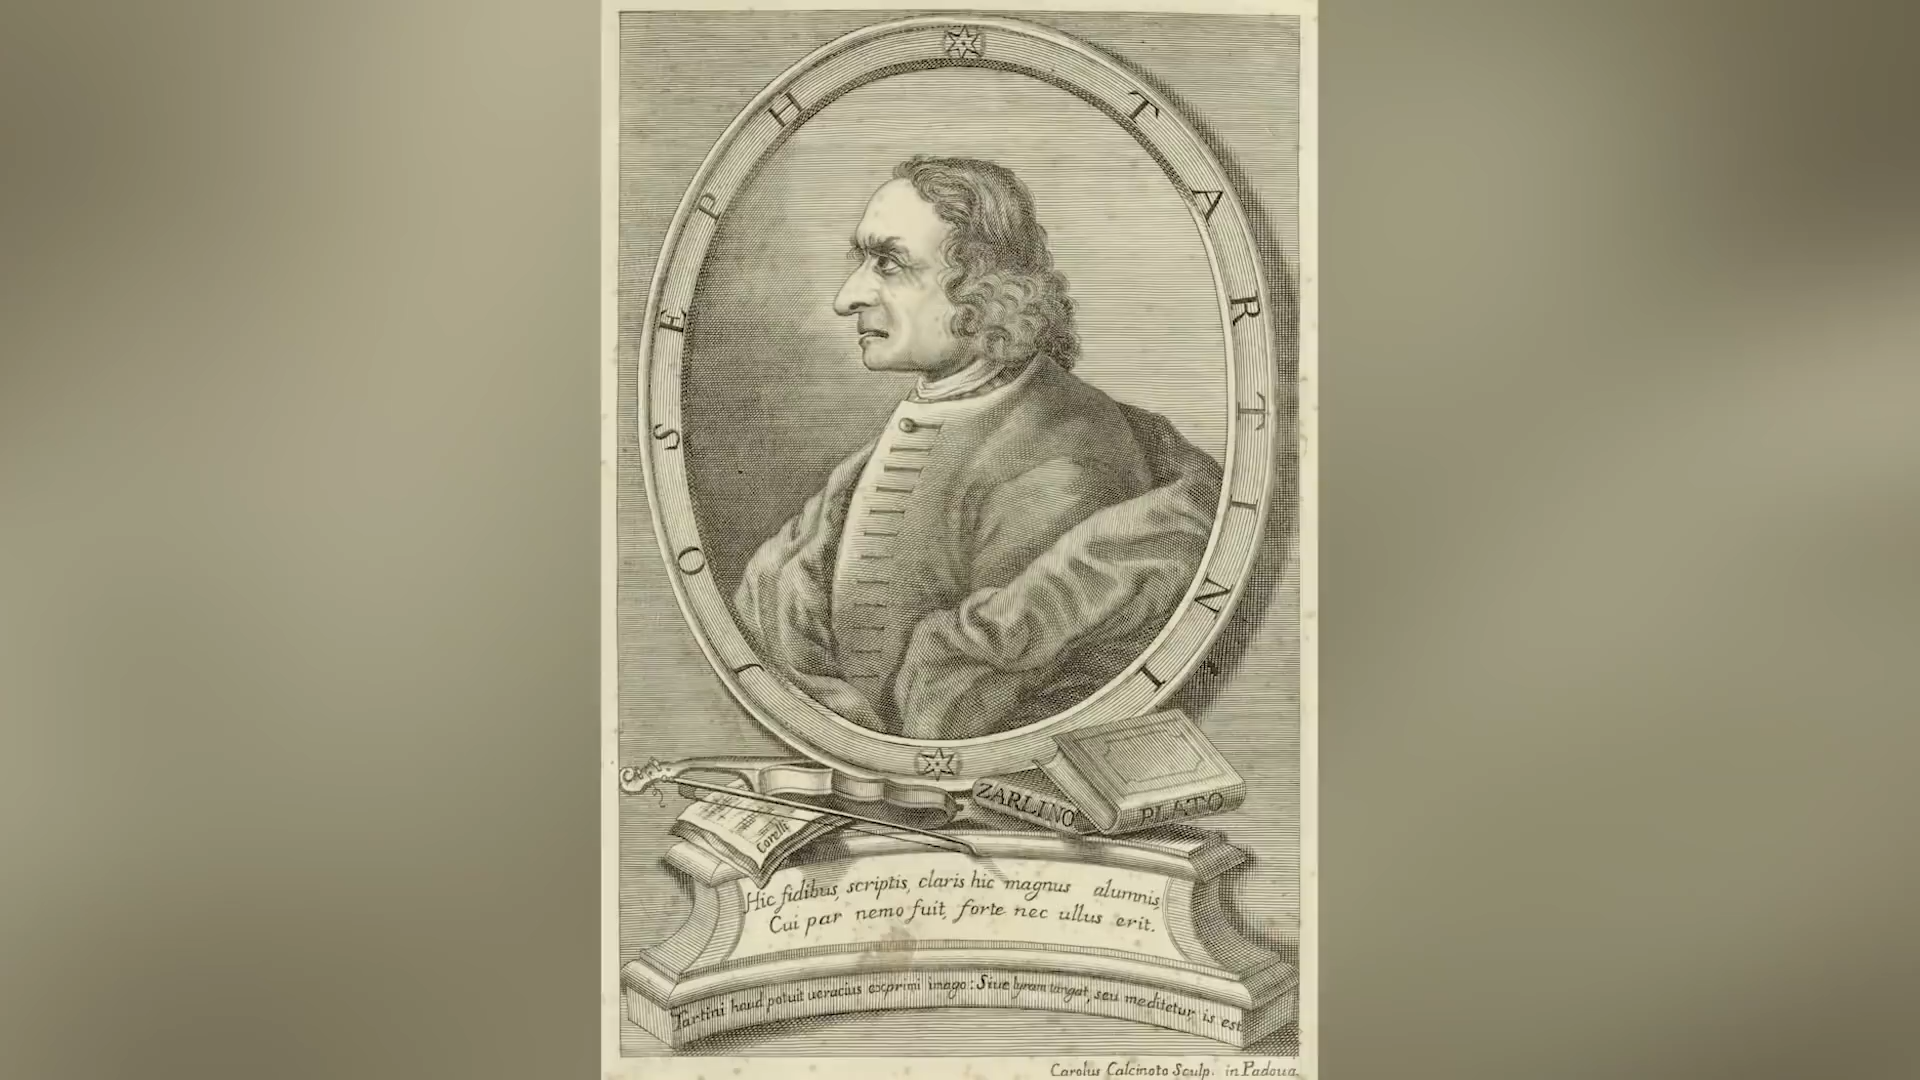 JOSEPH TARTINI
ZARLINO
PLATO
Corelli
Hic fidibus, scriptis, claris hic magnus alumnis,
Cui par nemo fuit, forte nec ullus erit.
Tartini haud potuit veracius exprimi imago: Sive lyram tangat, seu meditetur, is est
Carolus Calcinoto Sculp. in Padoua